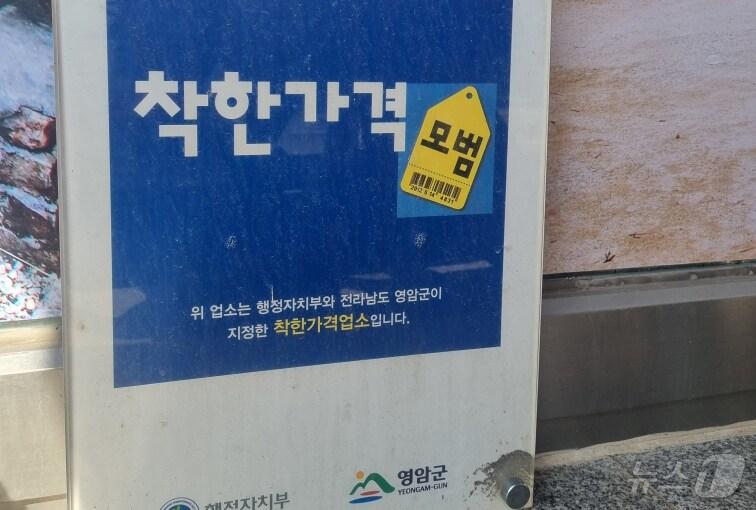 착한가격
모범
위 업소는 행정자치부와 전라남도 영암군이
지정한 착한가격업소입니다.
행정자치부
영암군
YEONGAM-GUN
뉴스1